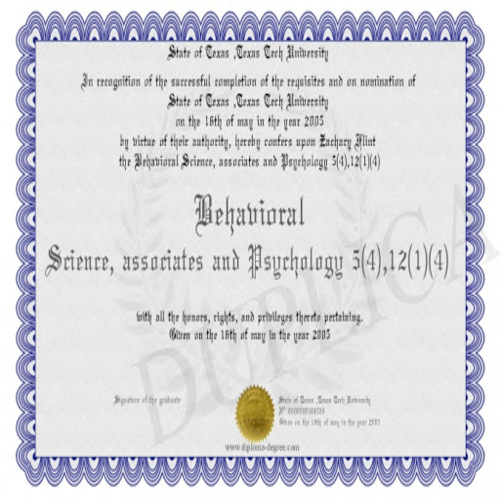 State of Texas ,Texas Tech University
In recognition of the successful completion of the requisites and on nomination of
State of Texas ,Texas Tech University
on the 16th of may in the year 2005
by virtue of their authority, hereby confers upon Zachary Flint
the Behavioral Science, associates and Psychology 5(4),12(1)(4)
Behavioral
Science, associates and Psychology 5(4),12(1)(4)
with all the honors, rights, and privileges thereto pertaining.
Given on the 16th of may in the year 2005
DUPLICA
Signature of the graduate
State of Texas ,Texas Tech University
Nº
Given on the 16th of may in the year 2005
www.diploma-degree.com